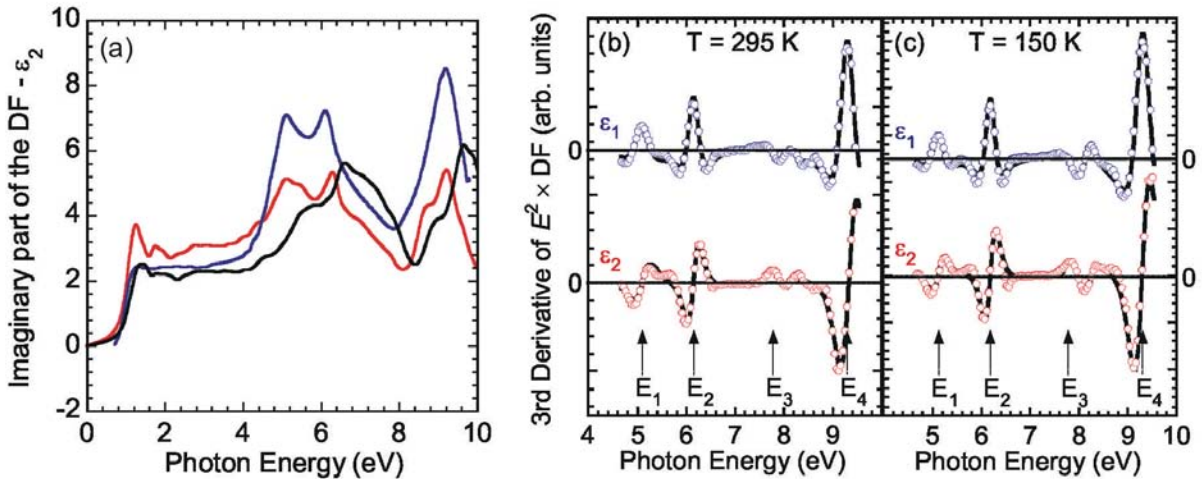 (a)
10
8
6
4
2
0
-2
0 2 4 6 8 10
Imaginary part of the DF - ε₂
Photon Energy (eV)
(b) T = 295 K
3rd Derivative of E² × DF (arb. units)
ε₁
0
ε₂
0
E₁ E₂ E₃ E₄
4 5 6 7 8 9
Photon Energy (eV)
(c) T = 150 K
ε₁
0
ε₂
0
E₁ E₂ E₃ E₄
5 6 7 8 9 10
Photon Energy (eV)